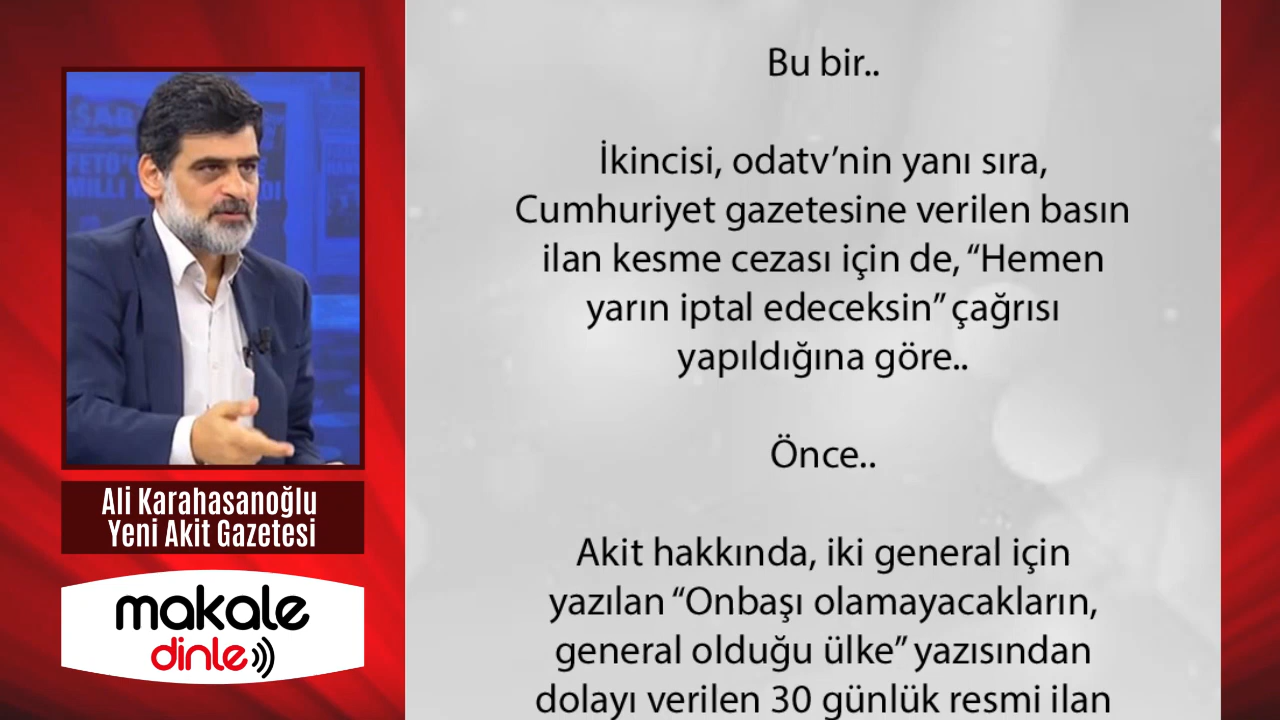 Bu bir..
İkincisi, odatv’nin yanı sıra,
Cumhuriyet gazetesine verilen basın
ilan kesme cezası için de, “Hemen
yarın iptal edeceksin” çağrısı
yapıldığına göre..
Önce..
Akit hakkında, iki general için
yazılan “Onbaşı olamayacakların,
general olduğu ülke” yazısından
dolayı verilen 30 günlük resmi ilan
Ali Karahasanoğlu
Yeni Akit Gazetesi
makale
dinle